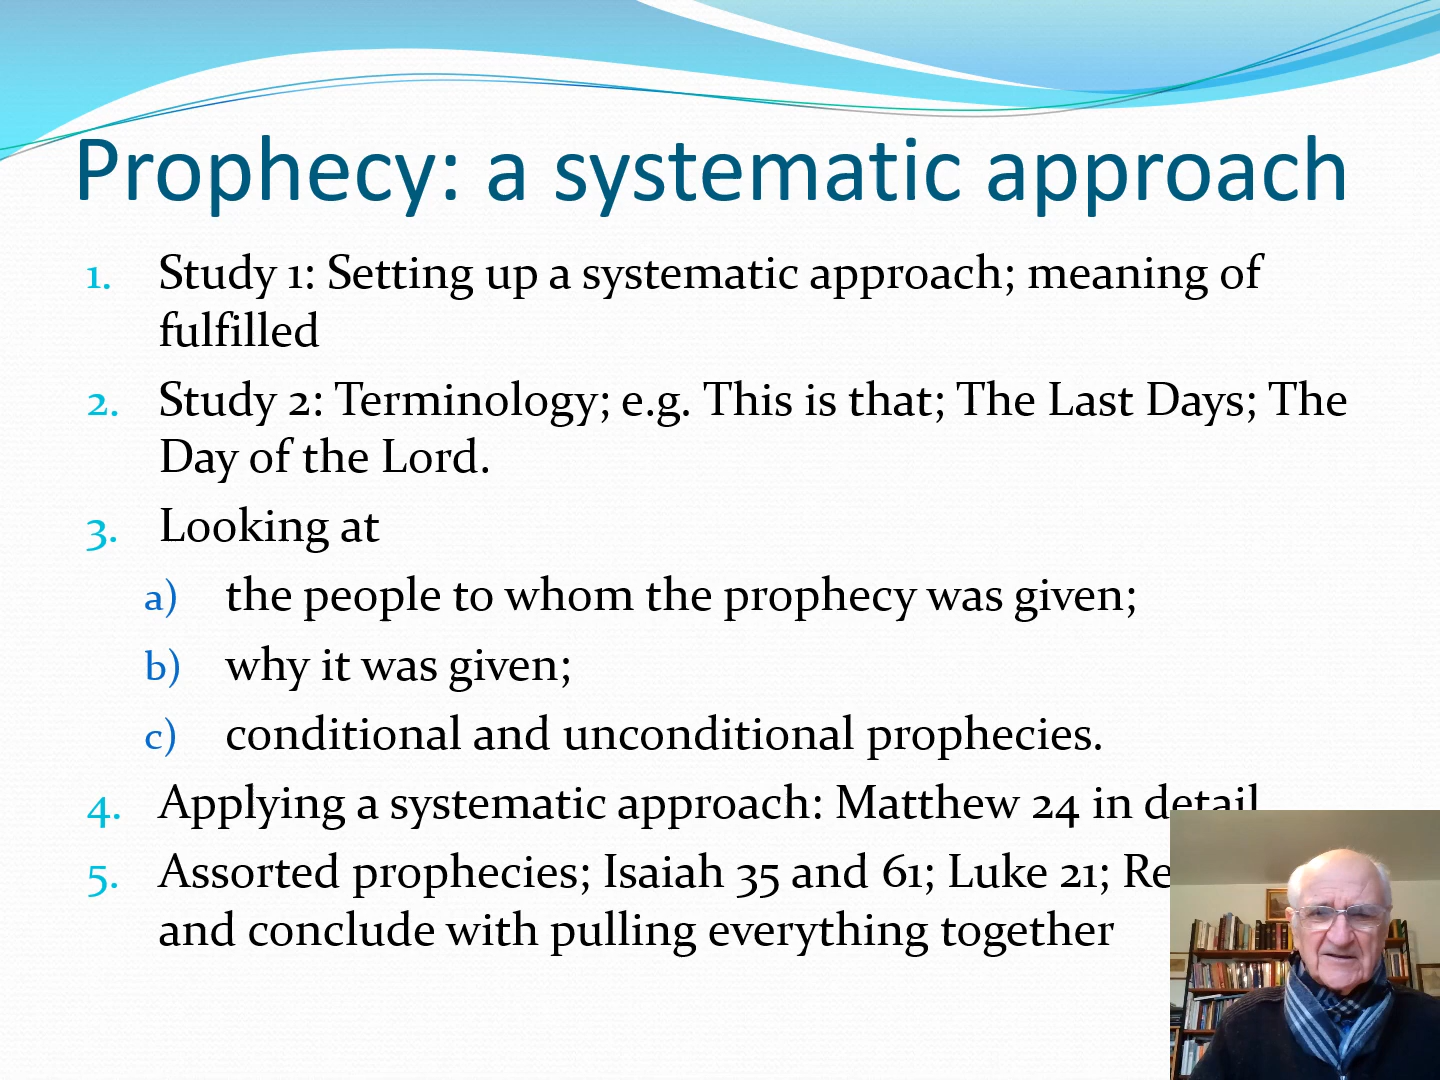 Prophecy: a systematic approach
1. Study 1: Setting up a systematic approach; meaning of
fulfilled
2. Study 2: Terminology; e.g. This is that; The Last Days; The
Day of the Lord.
3. Looking at
a) the people to whom the prophecy was given;
b) why it was given;
c) conditional and unconditional prophecies.
4. Applying a systematic approach: Matthew 24 in detail
5. Assorted prophecies; Isaiah 35 and 61; Luke 21;
and conclude with pulling everything together